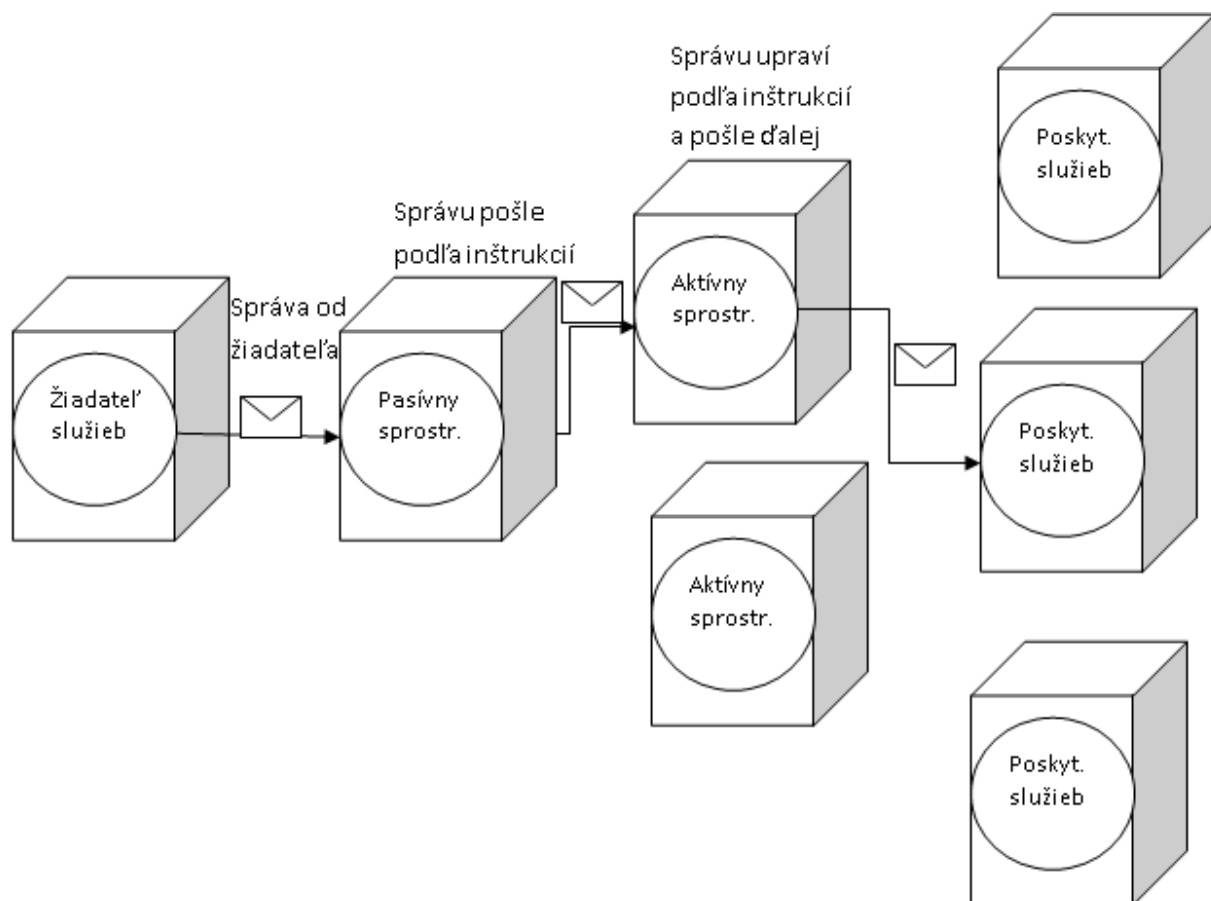 Správu upraví
podľa inštrukcií
a pošle ďalej
Poskyt.
služieb
Správu pošle
podľa inštrukcií
Aktívny
sprostr.
Správa od
žiadateľa
Žiadateľ
služieb
Pasívny
sprostr.
Poskyt.
služieb
Aktívny
sprostr.
Poskyt.
služieb